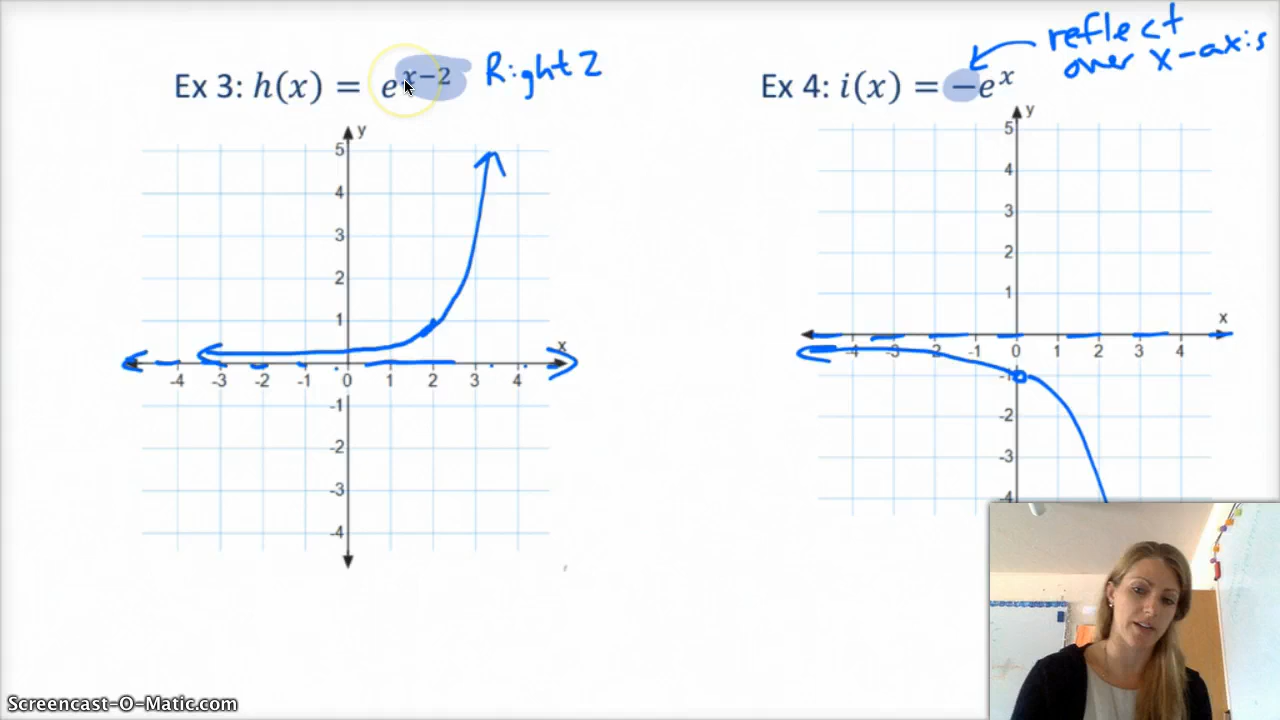 Ex 3: h(x) = e^{x−2} Right 2
y
5
4
3
2
1
x
-4 -3 -2 -1 0 1 2 3 4
-1
-2
-3
-4
reflect
over x-axis
Ex 4: i(x) = −e^x
y
5
4
3
2
1
x
-4 -3 -2 -1 0 1 2 3 4
-1
-2
-3
-4
Screencast-O-Matic.com